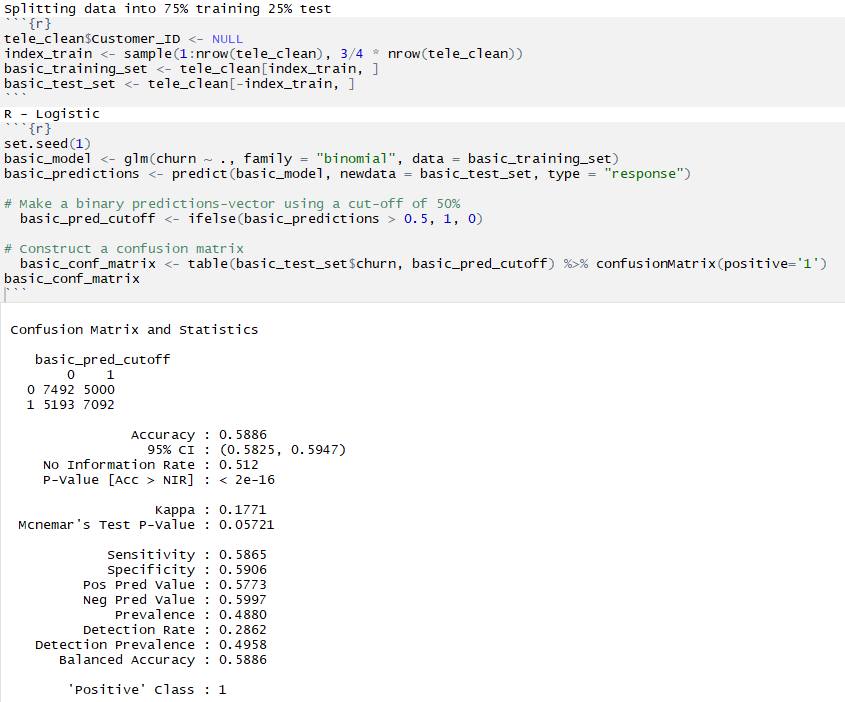 Splitting data into 75% training 25% test
```{r}
tele_clean$Customer_ID <- NULL
index_train <- sample(1:nrow(tele_clean), 3/4 * nrow(tele_clean))
basic_training_set <- tele_clean[index_train, ]
basic_test_set <- tele_clean[-index_train, ]
```
R - Logistic
```{r}
set.seed(1)
basic_model <- glm(churn ~ ., family = "binomial", data = basic_training_set)
basic_predictions <- predict(basic_model, newdata = basic_test_set, type = "response")

# Make a binary predictions-vector using a cut-off of 50%
  basic_pred_cutoff <- ifelse(basic_predictions > 0.5, 1, 0)

# Construct a confusion matrix
  basic_conf_matrix <- table(basic_test_set$churn, basic_pred_cutoff) %>% confusionMatrix(positive='1')
basic_conf_matrix
```
Confusion Matrix and Statistics

   basic_pred_cutoff
       0    1
  0 7492 5000
  1 5193 7092

               Accuracy : 0.5886
                 95% CI : (0.5825, 0.5947)
    No Information Rate : 0.512
    P-Value [Acc > NIR] : < 2e-16

                  Kappa : 0.1771
 Mcnemar's Test P-Value : 0.05721

            Sensitivity : 0.5865
            Specificity : 0.5906
         Pos Pred Value : 0.5773
         Neg Pred Value : 0.5997
             Prevalence : 0.4880
         Detection Rate : 0.2862
   Detection Prevalence : 0.4958
      Balanced Accuracy : 0.5886

       'Positive' Class : 1